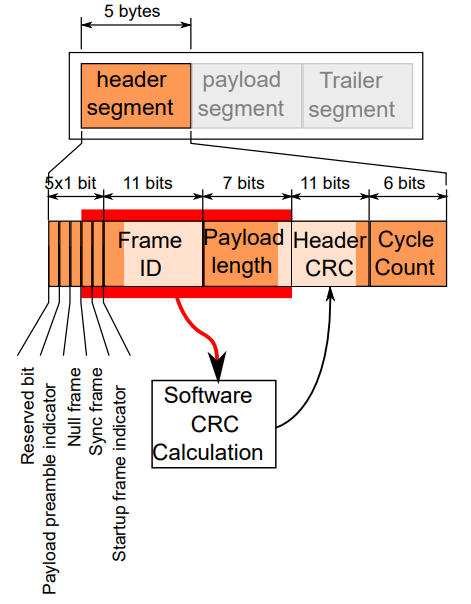 5 bytes
header
segment
payload
segment
Trailer
segment
5x1 bit
11 bits
7 bits
11 bits
6 bits
Frame
ID
Payload
length
Header
CRC
Cycle
Count
Software
CRC
Calculation
Reserved bit
Payload preamble indicator
Null frame
Sync frame
Startup frame indicator